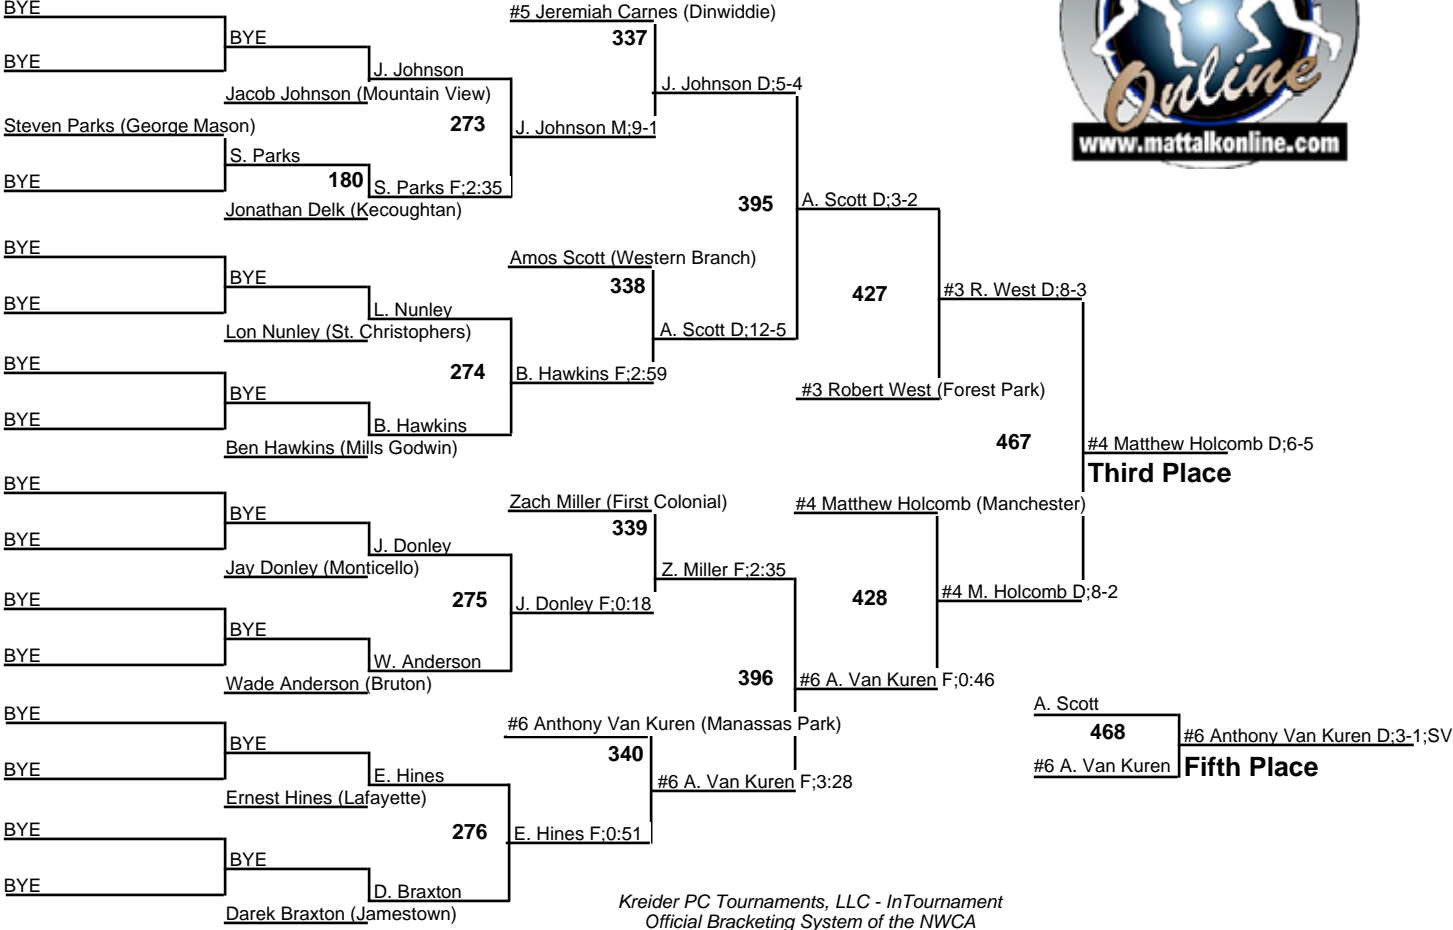 BYE
#5 Jeremiah Carnes (Dinwiddie)
337
BYE
BYE
J. Johnson
Jacob Johnson (Mountain View)
J. Johnson D;5-4
Online
www.mattalkonline.com
Steven Parks (George Mason)
273
J. Johnson M;9-1
S. Parks
BYE
180
S. Parks F;2:35
Jonathan Delk (Kecoughtan)
395
A. Scott D;3-2
BYE
Amos Scott (Western Branch)
BYE
338
427
#3 R. West D;8-3
BYE
L. Nunley
Lon Nunley (St. Christophers)
A. Scott D;12-5
BYE
274
B. Hawkins F;2:59
BYE
#3 Robert West (Forest Park)
BYE
B. Hawkins
Ben Hawkins (Mills Godwin)
467
#4 Matthew Holcomb D;6-5
Third Place
BYE
Zach Miller (First Colonial)
#4 Matthew Holcomb (Manchester)
BYE
339
BYE
J. Donley
Jay Donley (Monticello)
Z. Miller F;2:35
BYE
275
J. Donley F;0:18
428
#4 M. Holcomb D;8-2
BYE
BYE
W. Anderson
Wade Anderson (Bruton)
396
#6 A. Van Kuren F;0:46
BYE
#6 Anthony Van Kuren (Manassas Park)
A. Scott
BYE
340
468
#6 Anthony Van Kuren D;3-1;SV
BYE
E. Hines
#6 A. Van Kuren F;3:28
#6 A. Van Kuren
Fifth Place
Ernest Hines (Lafayette)
BYE
276
E. Hines F;0:51
BYE
BYE
D. Braxton
Darek Braxton (Jamestown)
Kreider PC Tournaments, LLC - InTournament
Official Bracketing System of the NWCA